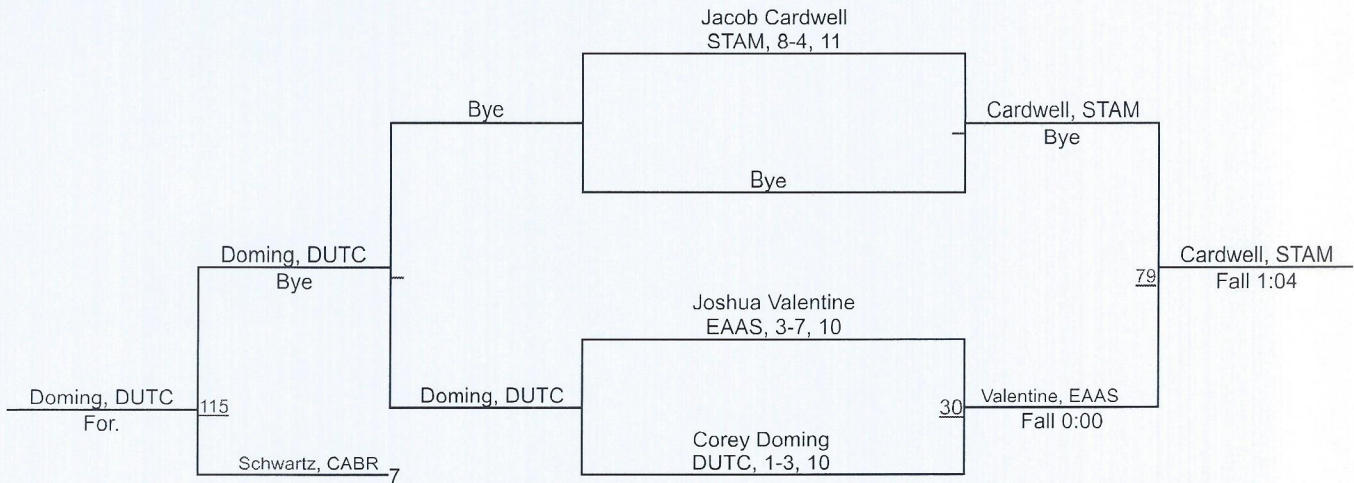 Jacob Cardwell
STAM, 8-4, 11
Bye
Cardwell, STAM
Bye
Bye
Doming, DUTC
Bye
Cardwell, STAM
79
Fall 1:04
Joshua Valentine
EAAS, 3-7, 10
Doming, DUTC
For.
115
Doming, DUTC
30
Valentine, EAAS
Fall 0:00
Corey Doming
DUTC, 1-3, 10
Schwartz, CABR
7